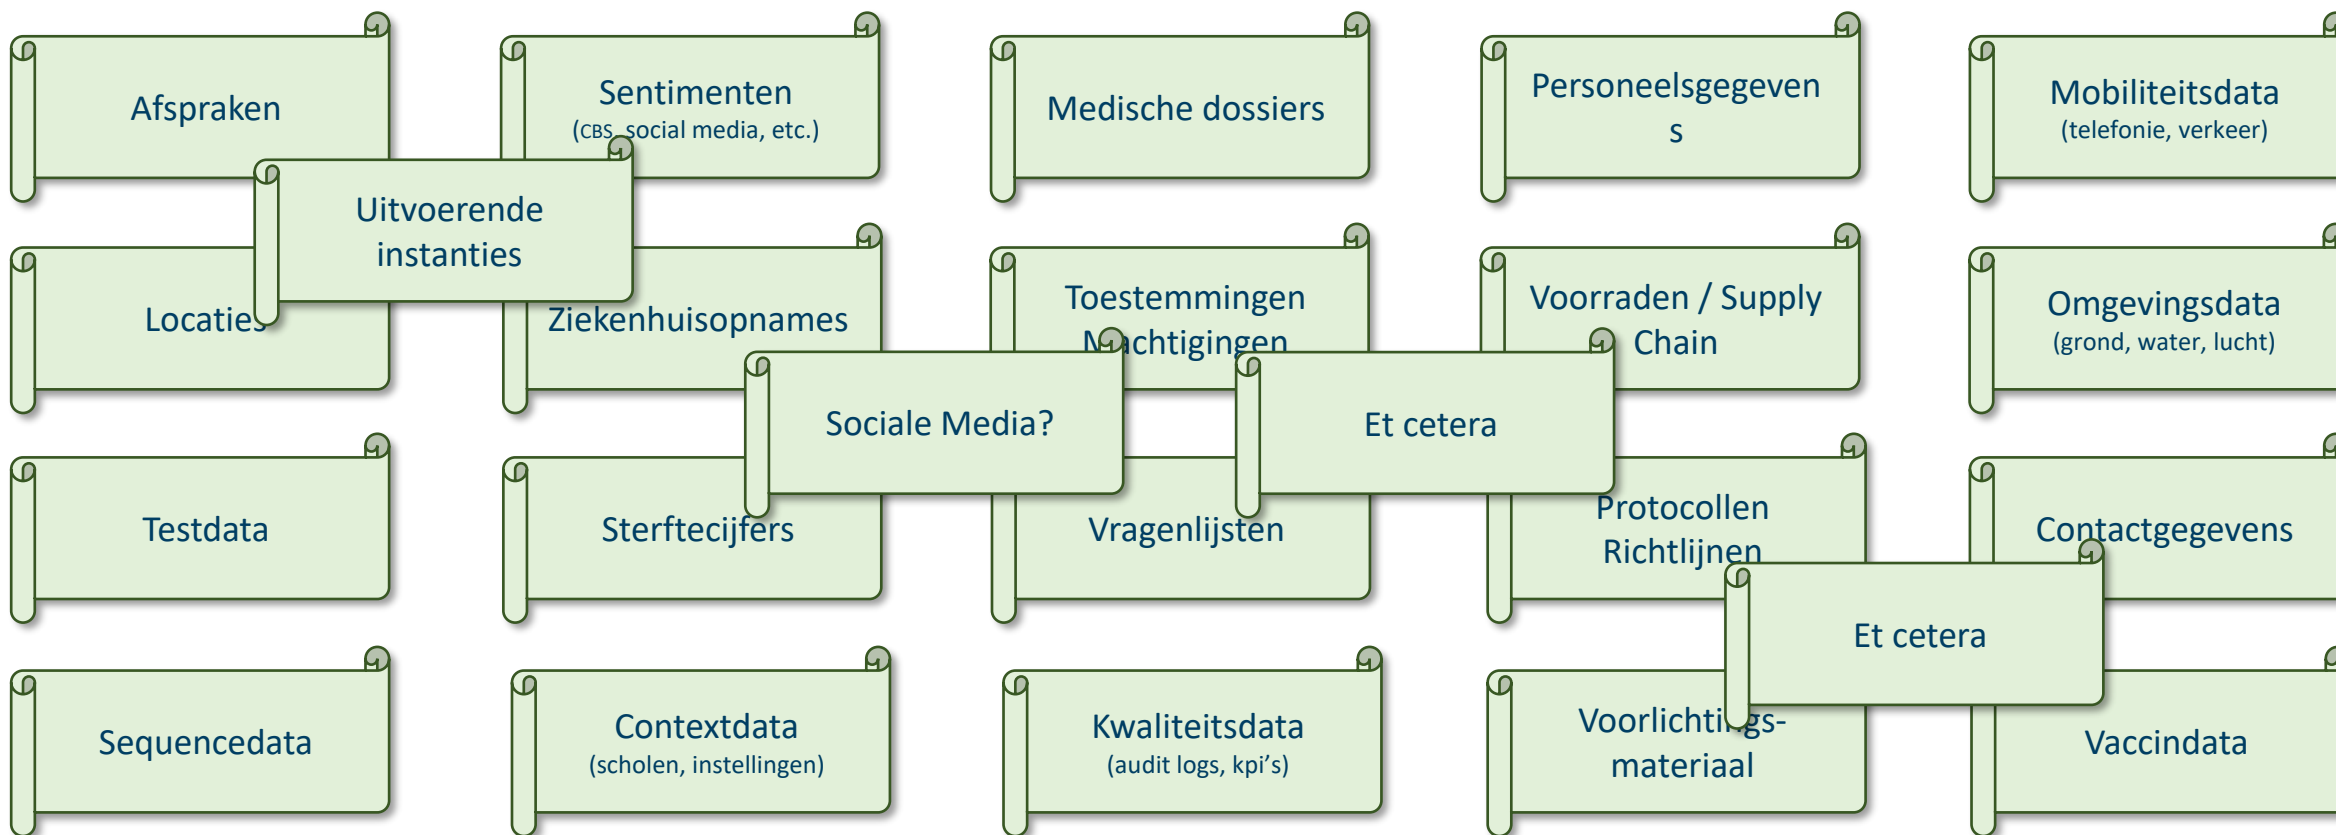 Afspraken
Sentimenten
(CBS, social media, etc.)
Medische dossiers
Personeelsgegeven
s
Mobiliteitsdata
(telefonie, verkeer)
Uitvoerende
instanties
Locaties
Ziekenhuisopnames
Toestemmingen
Machtigingen
Voorraden / Supply
Chain
Omgevingsdata
(grond, water, lucht)
Sociale Media?
Et cetera
Testdata
Sterftecijfers
Vragenlijsten
Protocollen
Richtlijnen
Contactgegevens
Et cetera
Sequencedata
Contextdata
(scholen, instellingen)
Kwaliteitsdata
(audit logs, kpi's)
Voorlichtings-
materiaal
Vaccindata